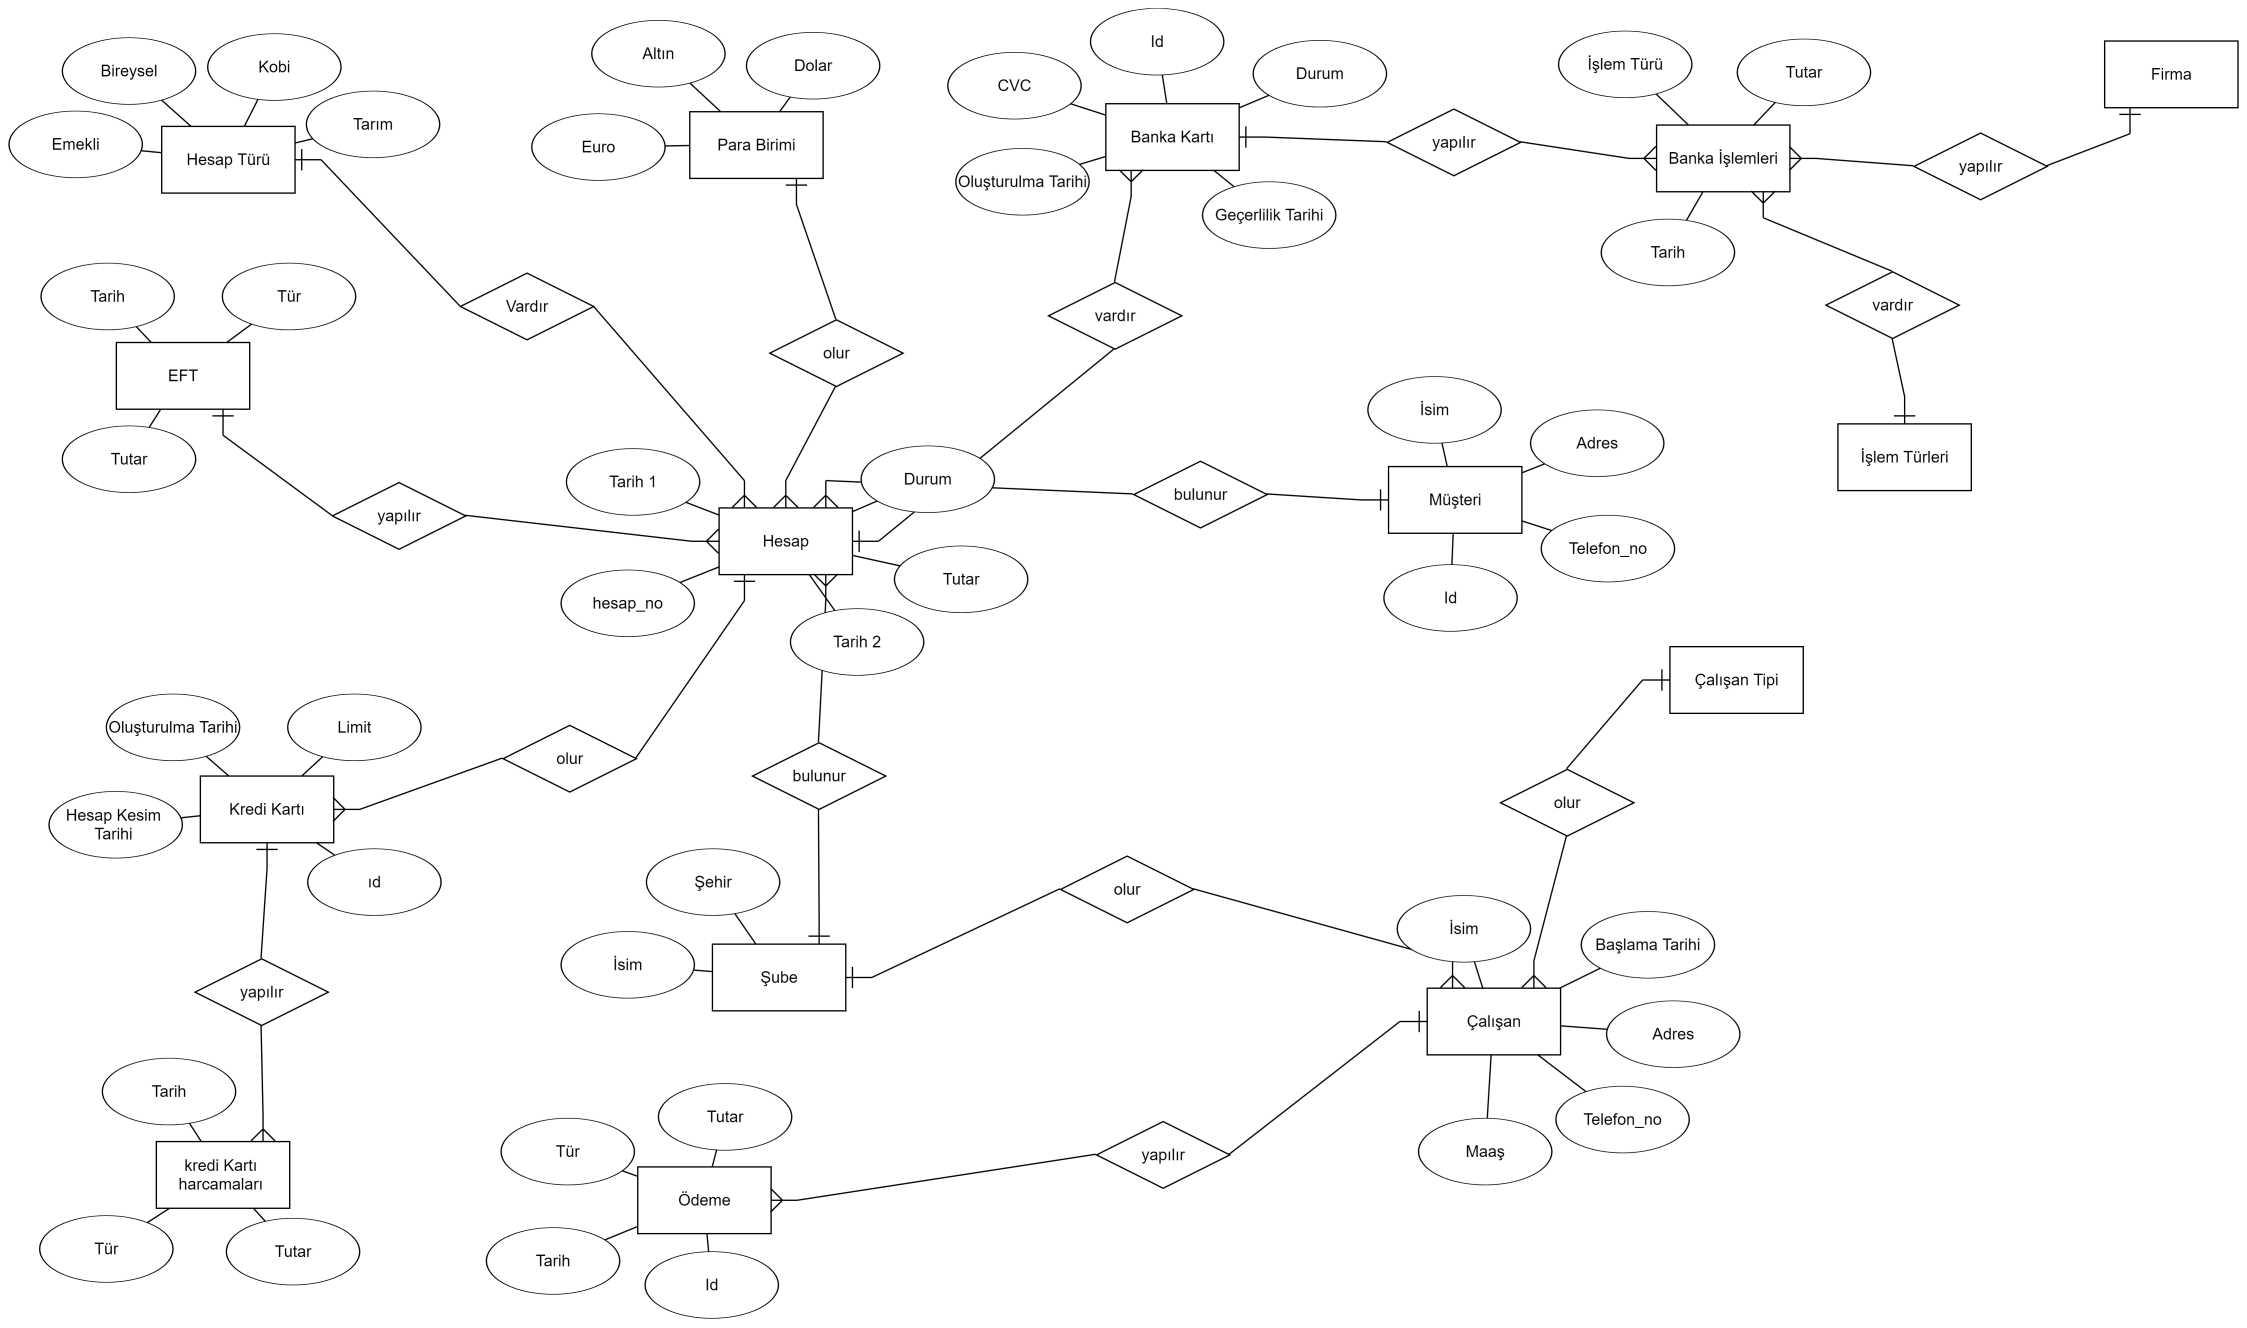 Id
Altın
İşlem Türü
Dolar
Kobi
Bireysel
Durum
Tutar
Firma
CVC
Tarım
Emekli
Hesap Türü
Euro
Para Birimi
Banka Kartı
yapılır
Banka İşlemleri
yapılır
Oluşturulma Tarihi
Geçerlilik Tarihi
Tarih
Tarih
Tür
Vardır
vardır
vardır
olur
EFT
İsim
Adres
Tutar
İşlem Türleri
Tarih 1
Durum
bulunur
Müşteri
yapılır
Hesap
Telefon_no
Tutar
hesap_no
Id
Tarih 2
Çalışan Tipi
Oluşturulma Tarihi
Limit
olur
bulunur
olur
Kredi Kartı
Hesap Kesim
Tarihi
ıd
Şehir
olur
İsim
Başlama Tarihi
İsim
Şube
yapılır
Çalışan
Adres
Tarih
Tutar
Telefon_no
Tür
yapılır
Maaş
kredi Kartı
harcamaları
Ödeme
Tür
Tutar
Tarih
Id